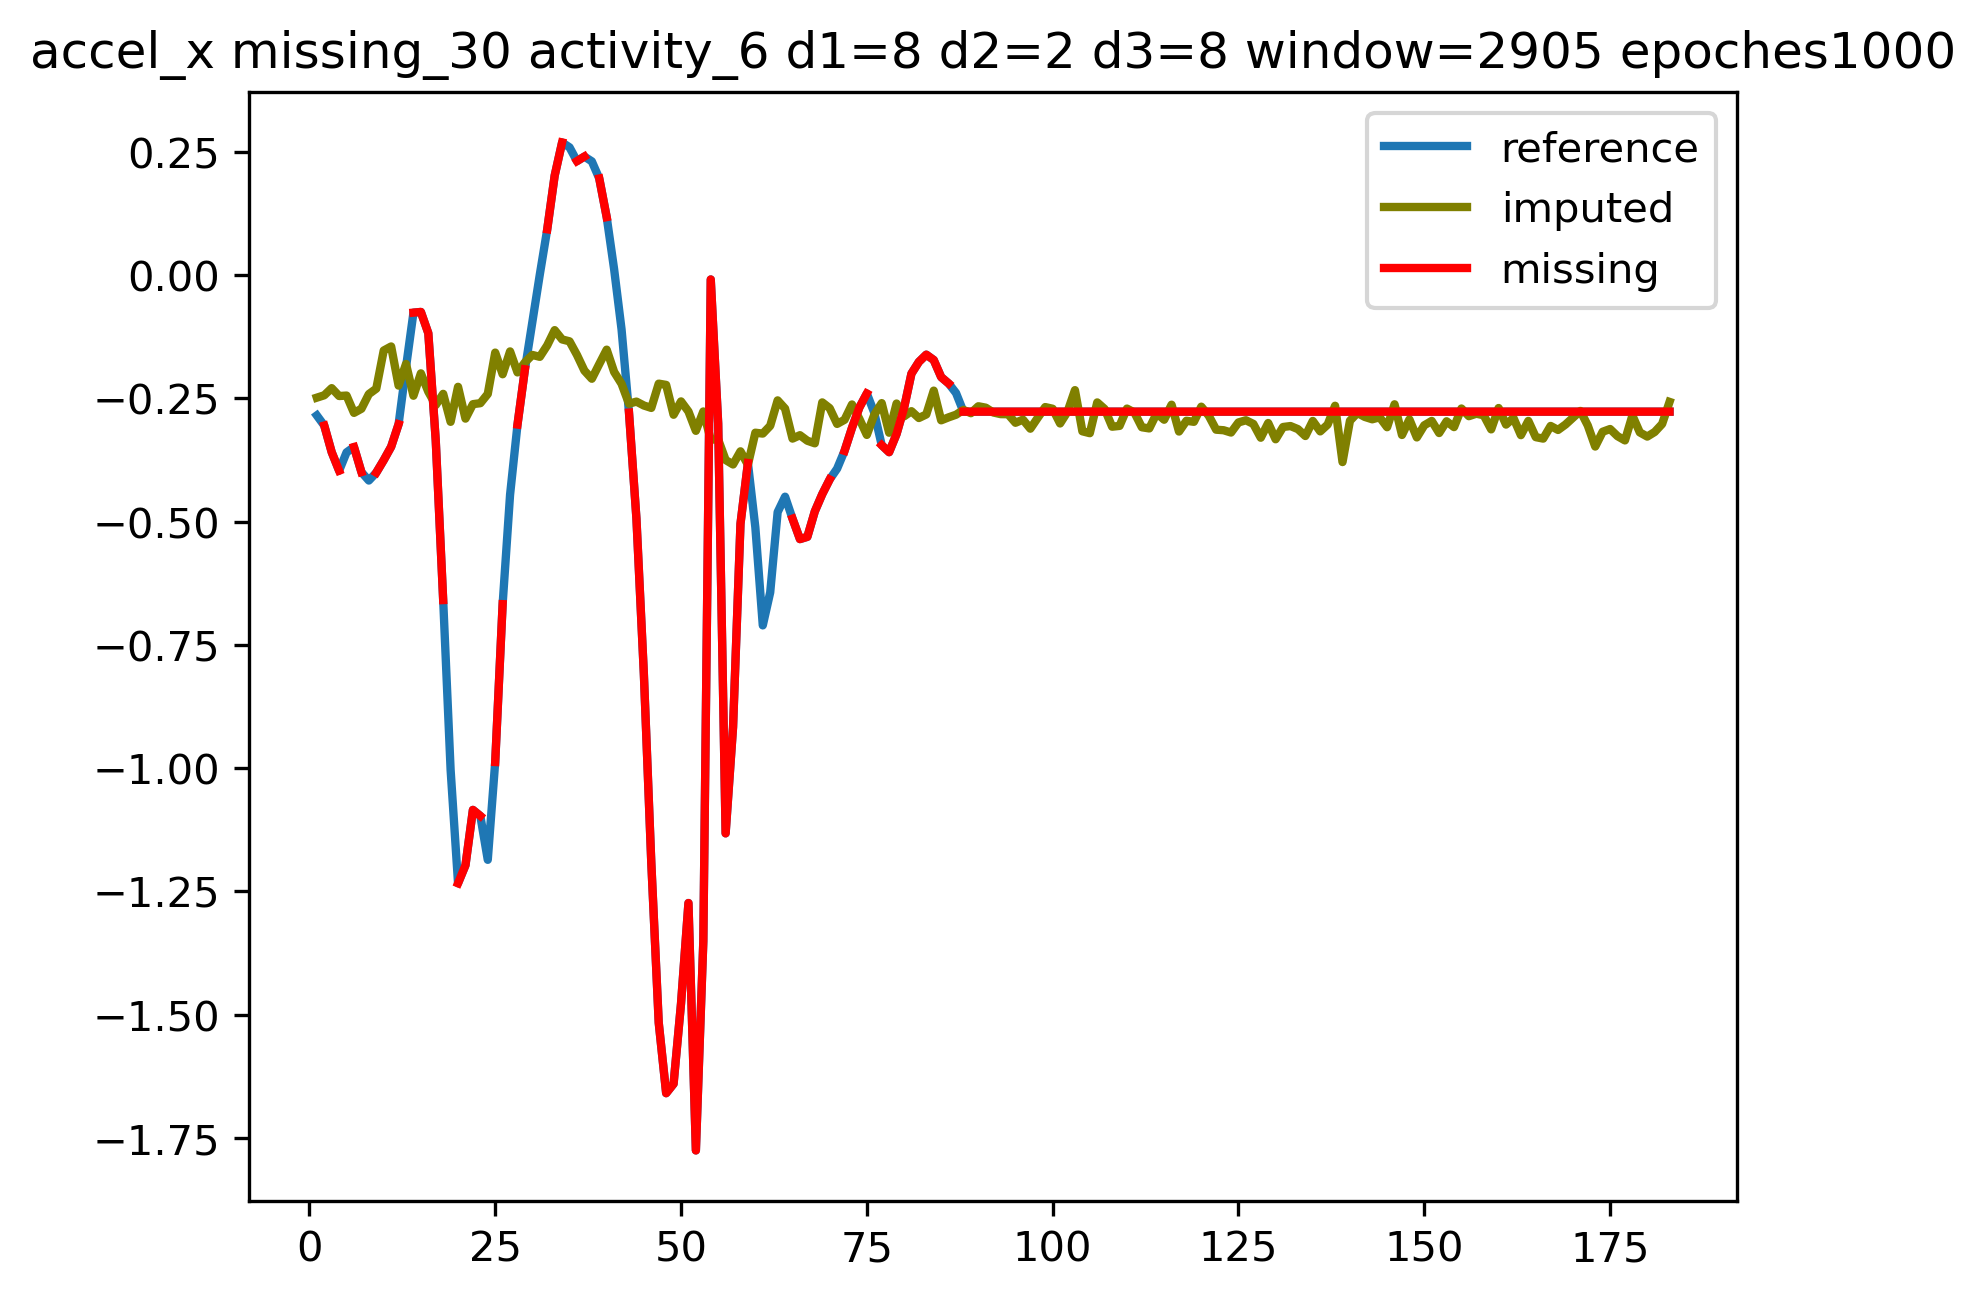 accel_x missing_30 activity_6 d1=8 d2=2 d3=8 window=2905 epoches1000
reference
imputed
missing
0.25
0.00
−0.25
−0.50
−0.75
−1.00
−1.25
−1.50
−1.75
0 25 50 75 100 125 150 175